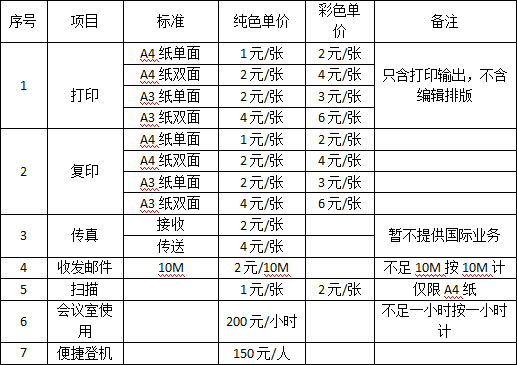 序号 项目 标准 纯色单价 彩色单价 备注
1 打印 A4 纸单面 1 元/张 2 元/张 只含打印输出，不含编辑排版
A4 纸双面 2 元/张 4 元/张
A3 纸单面 2 元/张 3 元/张
A3 纸双面 4 元/张 6 元/张
2 复印 A4 纸单面 1 元/张 2 元/张
A4 纸双面 2 元/张 4 元/张
A3 纸单面 2 元/张 3 元/张
A3 纸双面 4 元/张 6 元/张
3 传真 接收 2 元/张 暂不提供国际业务
传送 4 元/张
4 收发邮件 10M 2 元/10M 不足 10M 按 10M 计
5 扫描 1 元/张 2 元/张 仅限 A4 纸
6 会议室使用 200 元/小时 不足一小时按一小时计
7 便捷登机 150 元/人